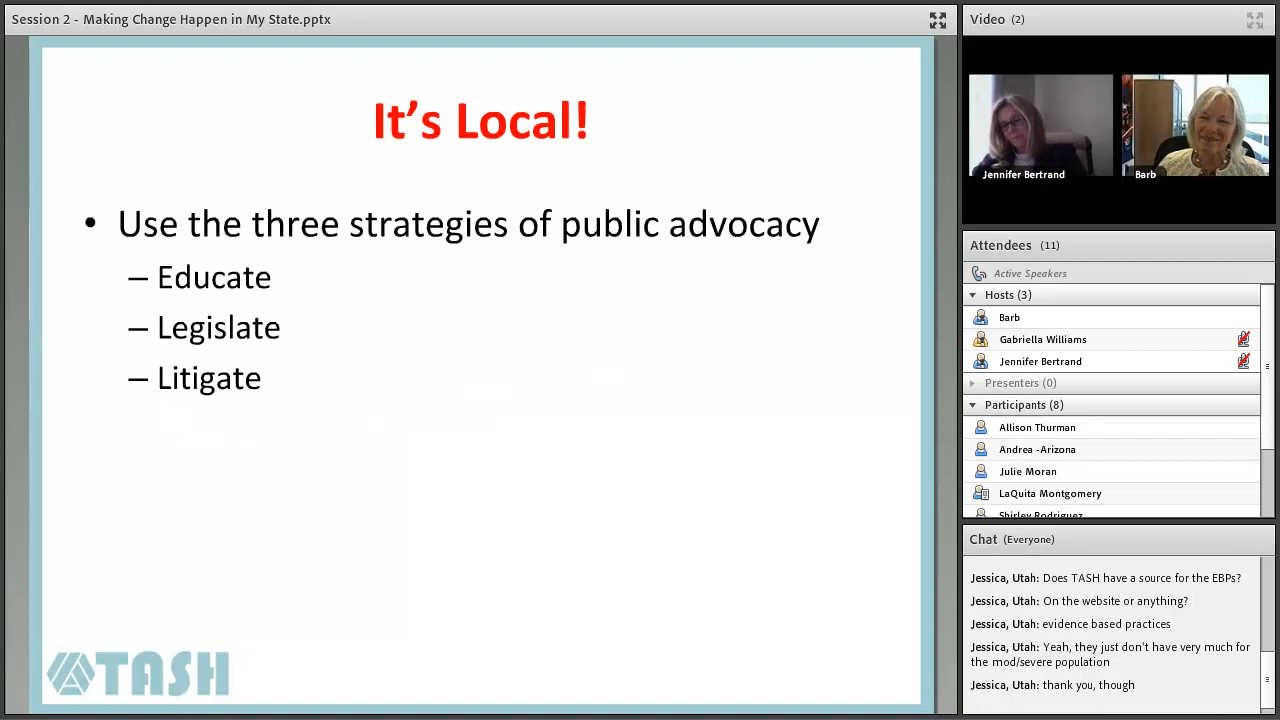 Session 2 - Making Change Happen in My State.pptx
It's Local!
• Use the three strategies of public advocacy
– Educate
– Legislate
– Litigate
TASH
Video (2)
Jennifer Bertrand
Barb
Attendees (11)
Active Speakers
Hosts (3)
Barb
Gabriella Williams
Jennifer Bertrand
Presenters (0)
Participants (8)
Allison Thurman
Andrea -Arizona
Julie Moran
LaQuita Montgomery
Shirley Rodriguez
Chat (Everyone)
Jessica, Utah: Does TASH have a source for the EBPs?
Jessica, Utah: On the website or anything?
Jessica, Utah: evidence based practices
Jessica, Utah: Yeah, they just don't have very much for
the mod/severe population
Jessica, Utah: thank you, though